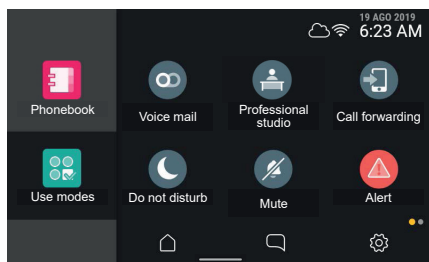 19 AGO 2019
6:23 AM
Phonebook
Voice mail
Professional
studio
Call forwarding
Use modes
Do not disturb
Mute
Alert